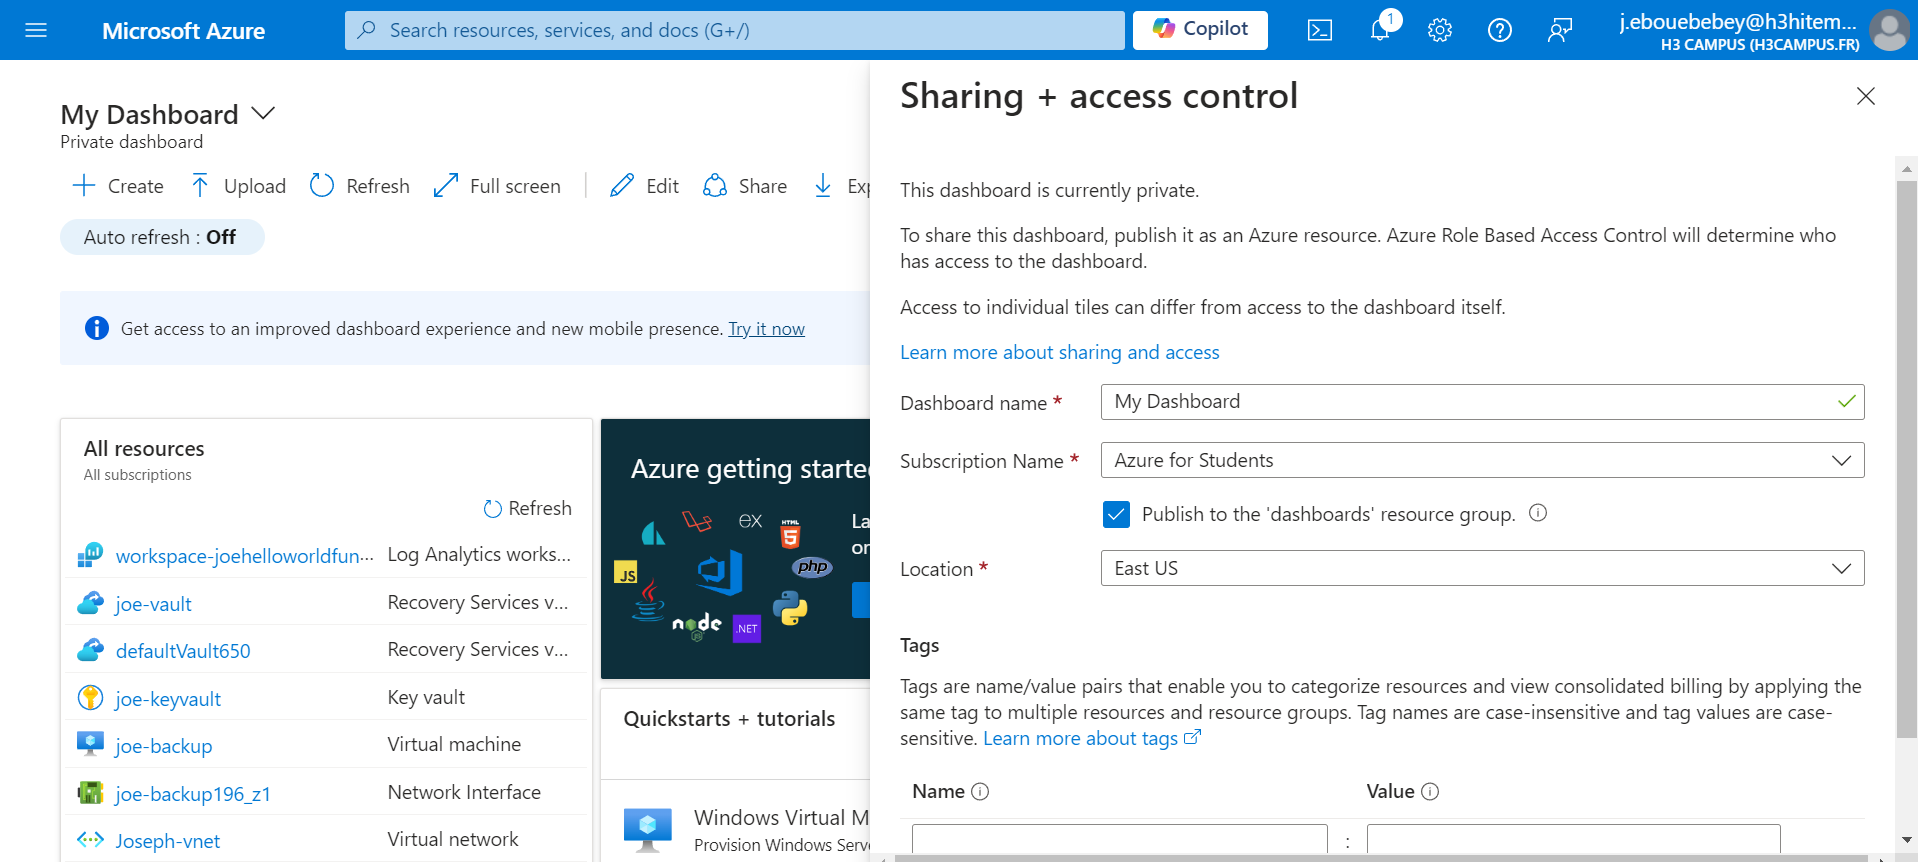 Microsoft Azure
Search resources, services, and docs (G+/)
Copilot
1
j.ebouebebey@h3hitem...
H3 CAMPUS (H3CAMPUS.FR)
My Dashboard
Private dashboard
Create
Upload
Refresh
Full screen
Edit
Share
Exp
Auto refresh : Off
Get access to an improved dashboard experience and new mobile presence. Try it now
All resources
All subscriptions
Refresh
workspace-joehelloworldfun... Log Analytics works...
joe-vault Recovery Services v...
defaultVault650 Recovery Services v...
joe-keyvault Key vault
joe-backup Virtual machine
joe-backup196_z1 Network Interface
Joseph-vnet Virtual network
Azure getting starte
La
or
EX
HTML
5
JS
php
node
JS
.NET
Quickstarts + tutorials
Windows Virtual M
Provision Windows Serve
Sharing + access control
This dashboard is currently private.
To share this dashboard, publish it as an Azure resource. Azure Role Based Access Control will determine who
has access to the dashboard.
Access to individual tiles can differ from access to the dashboard itself.
Learn more about sharing and access
Dashboard name * My Dashboard
Subscription Name * Azure for Students
Publish to the 'dashboards' resource group.
Location * East US
Tags
Tags are name/value pairs that enable you to categorize resources and view consolidated billing by applying the
same tag to multiple resources and resource groups. Tag names are case-insensitive and tag values are case-
sensitive. Learn more about tags
Name
Value
: